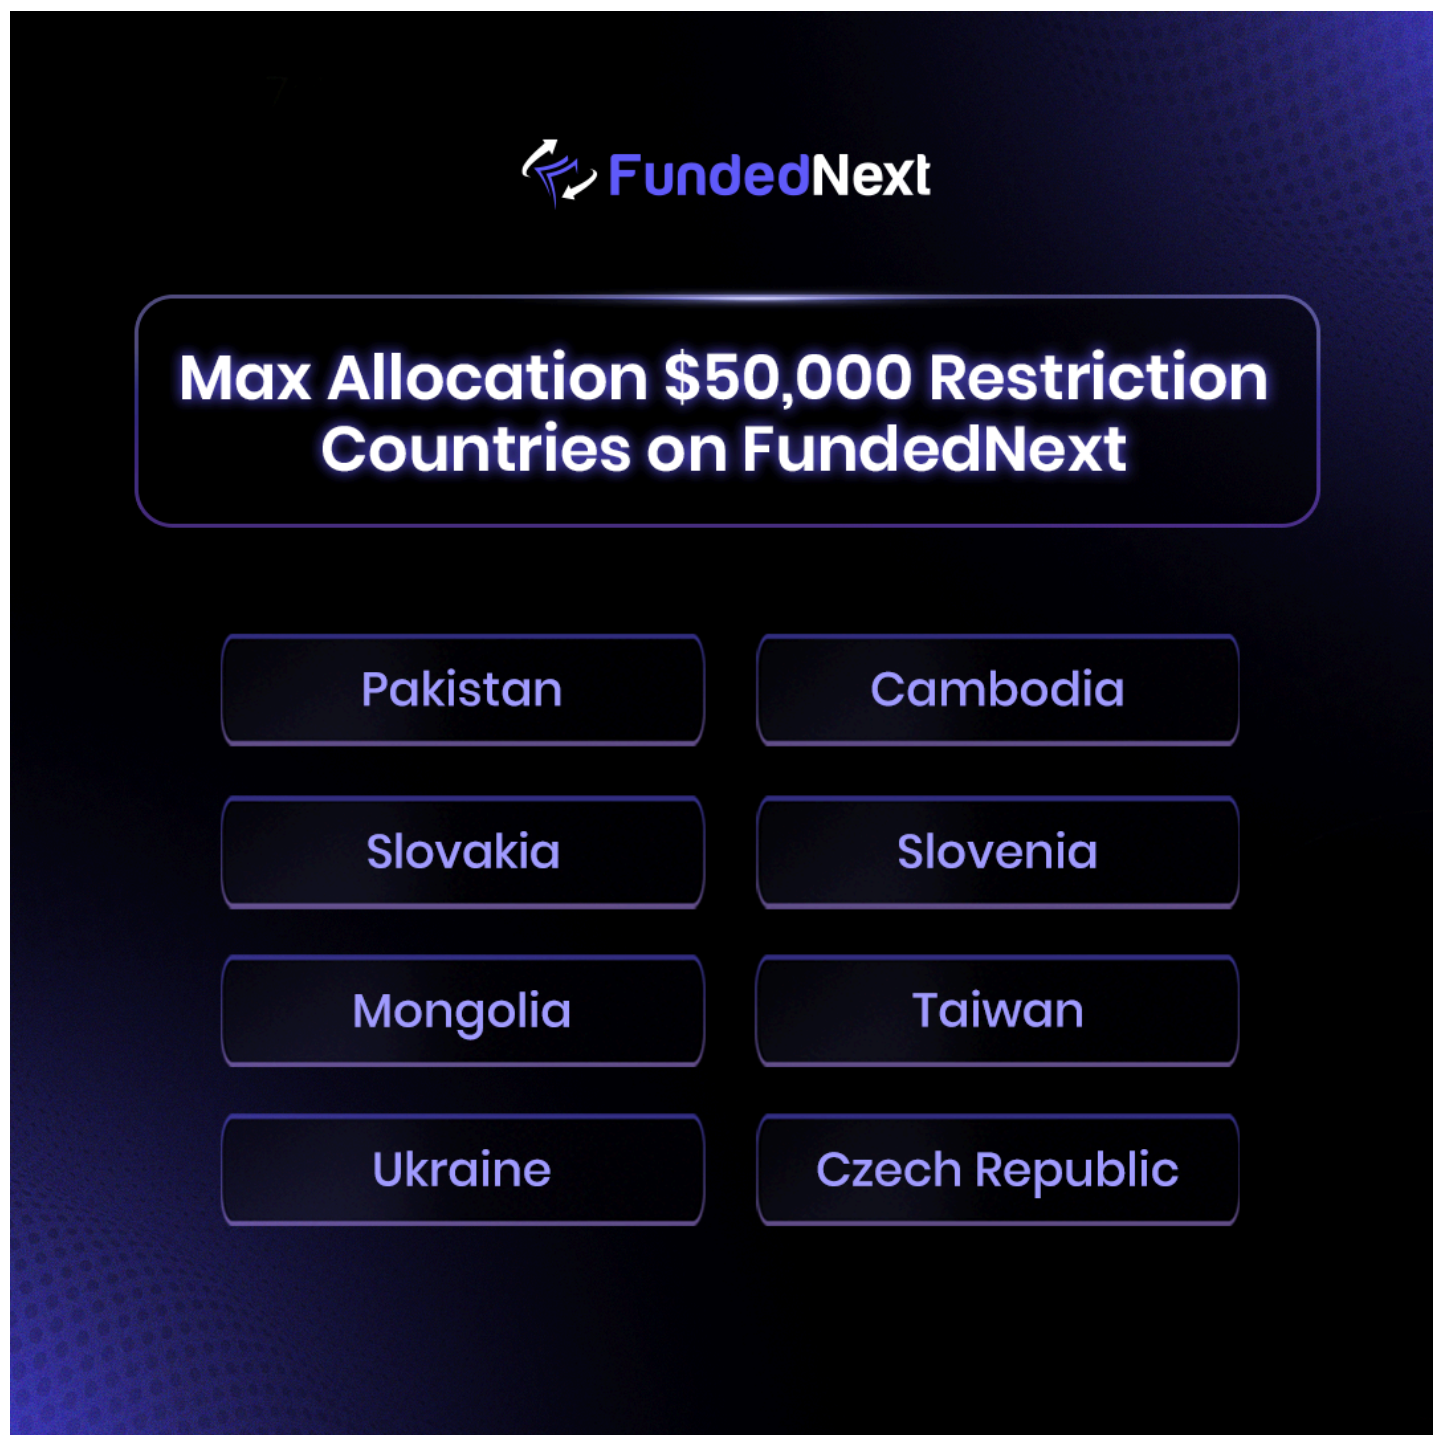 FundedNext
Max Allocation $50,000 Restriction
Countries on FundedNext
Pakistan
Cambodia
Slovakia
Slovenia
Mongolia
Taiwan
Ukraine
Czech Republic